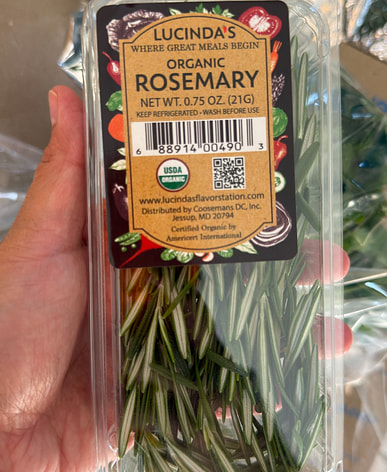 LUCINDA'S
WHERE GREAT MEALS BEGIN
ORGANIC
ROSEMARY
NET WT. 0.75 OZ. (21G)
KEEP REFRIGERATED • WASH BEFORE USE
6 88914 00490 3
USDA
ORGANIC
www.lucindasflavorstation.com
Distributed by Coosemans DC, Inc.
Jessup, MD 20794
Certified Organic by
Americert International